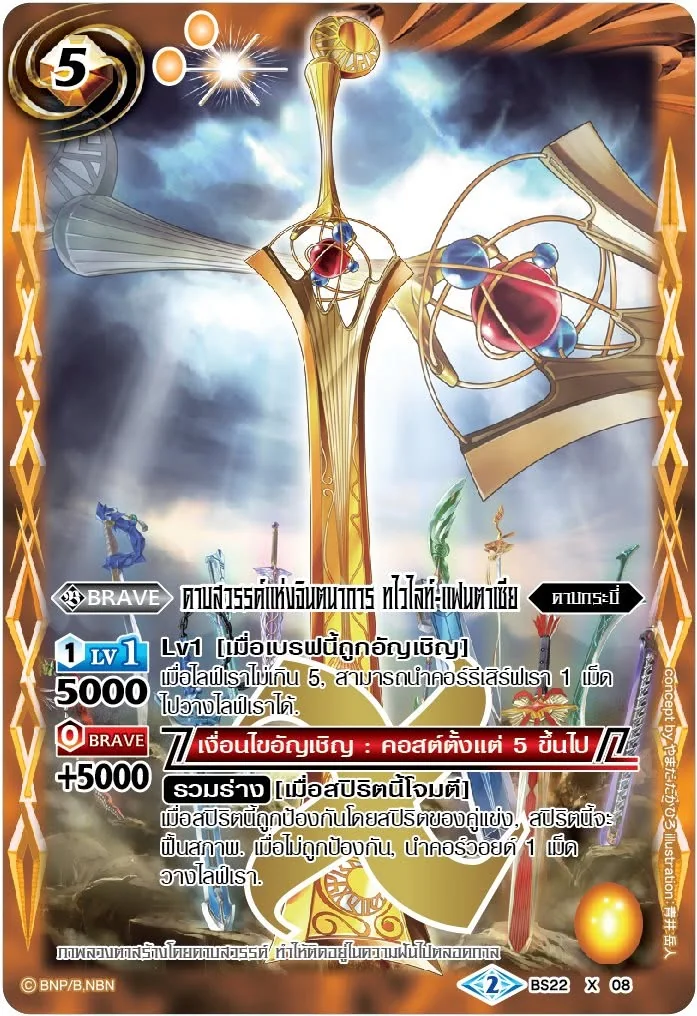 5
BRAVE ดาบสวรรค์แห่งจินตนาการ ทไวไลท์=แฟนตาเซีย ดาบกระบี่
1 LV1 Lv1 [เมื่อเบรฟนี้ถูกอัญเชิญ]
5000 เมื่อไลฟ์เราไม่เกิน 5, สามารถนำคอร์รีเสิร์ฟเรา 1 เม็ด
ไปวางไลฟ์เราได้.
0 BRAVE เงื่อนไขอัญเชิญ : คอสต์ตั้งแต่ 5 ขึ้นไป
+5000 รวมร่าง [เมื่อสปิริตนี้โจมตี]
เมื่อสปิริตนี้ถูกป้องกันโดยสปิริตของคู่แข่ง, สปิริตนี้จะ
ฟื้นสภาพ. เมื่อไม่ถูกป้องกัน, นำคอร์วอยด์ 1 เม็ด
วางไลฟ์เรา.
concept by やまだ たかひろ illustration : 青井 岳人
ภาพลวงตาสร้างโดยดาบสวรรค์ ทำให้ติดอยู่ในความฝันไปตลอดกาล
© BNP/B,NBN 2 BS22 X 08